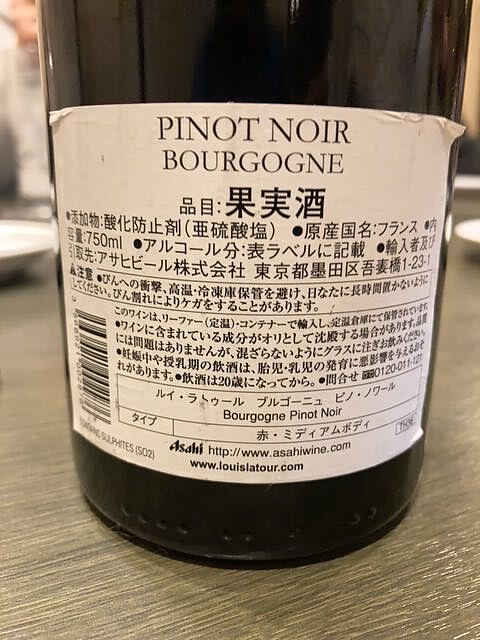 PINOT NOIR
BOURGOGNE
品目:果実酒
●添加物:酸化防止剤(亜硫酸塩) ●原産国名:フランス ●内
容量:750ml ●アルコール分:表ラベルに記載 ●輸入者及び
引取先:アサヒビール株式会社 東京都墨田区吾妻橋1-23-1
⚠注意 ●びんへの衝撃、高温・冷凍庫保管を避け、日なたに長時間置かないように
してください。びん割れによりケガをすることがあります。
このワインは、リーファー(定温)・コンテナーで輸入し、定温倉庫にて保管されています。
●ワインに含まれている成分がオリとして沈殿する場合があります。品質
には問題はありませんが、混ざらないようにグラスに注ぎお飲みください。
●妊娠中や授乳期の飲酒は、胎児・乳児の発育に悪影響を与えるおそ
れがあります。●飲酒は20歳になってから。●問合せ 0120-011-121
ルイ・ラトゥール ブルゴーニュ ピノ・ノワール
Bourgogne Pinot Noir
タイプ 赤・ミディアムボディ
SULPHITES (SO2)
Asahi http://www.asahiwine.com/
www.louislatour.com